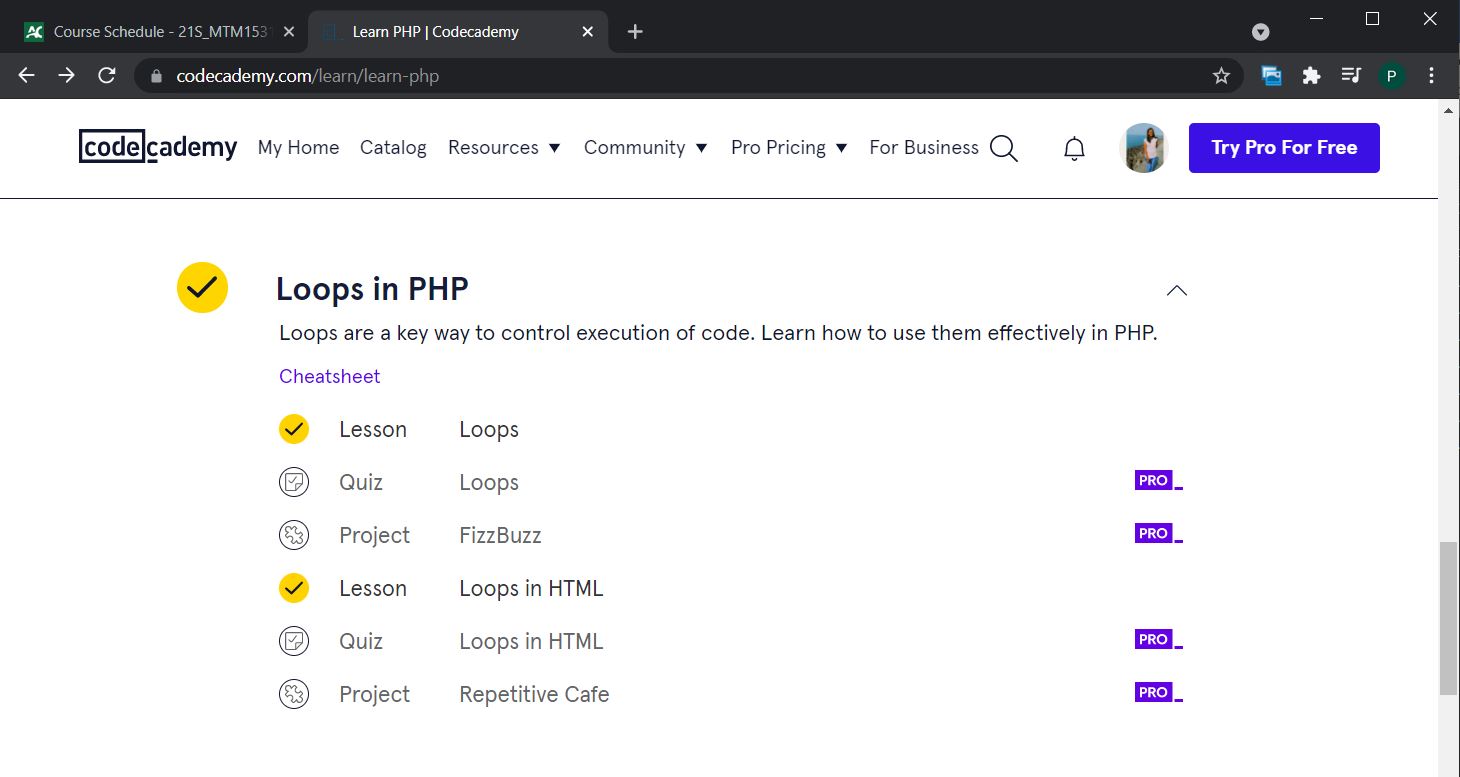 Course Schedule - 21S_MTM1531
Learn PHP | Codecademy
codecademy.com/learn/learn-php
P
codecademy My Home Catalog Resources Community Pro Pricing For Business Try Pro For Free
Loops in PHP
Loops are a key way to control execution of code. Learn how to use them effectively in PHP.
Cheatsheet
Lesson Loops
Quiz Loops PRO
Project FizzBuzz PRO
Lesson Loops in HTML
Quiz Loops in HTML PRO
Project Repetitive Cafe PRO